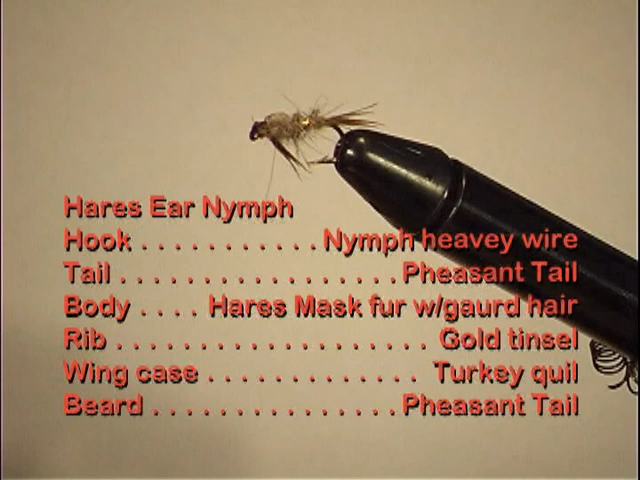 Hares Ear Nymph
Hook . . . . . . . . . . . Nymph heavey wire
Tail . . . . . . . . . . . . . . . . . Pheasant Tail
Body . . . . Hares Mask fur w/gaurd hair
Rib . . . . . . . . . . . . . . . . . . . Gold tinsel
Wing case . . . . . . . . . . . . . Turkey quil
Beard . . . . . . . . . . . . . . . Pheasant Tail